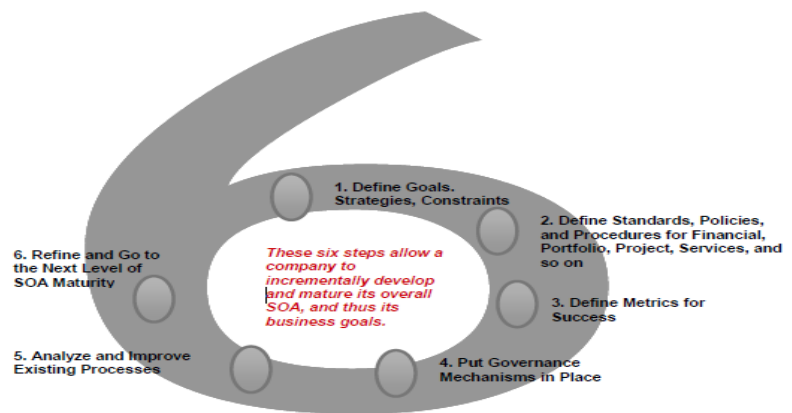 1. Define Goals.
Strategies, Constraints
2. Define Standards, Policies,
and Procedures for Financial,
Portfolio, Project, Services, and
so on
3. Define Metrics for
Success
4. Put Governance
Mechanisms in Place
5. Analyze and Improve
Existing Processes
6. Refine and Go to
the Next Level of
SOA Maturity
These six steps allow a
company to
incrementally develop
and mature its overall
SOA, and thus its
business goals.